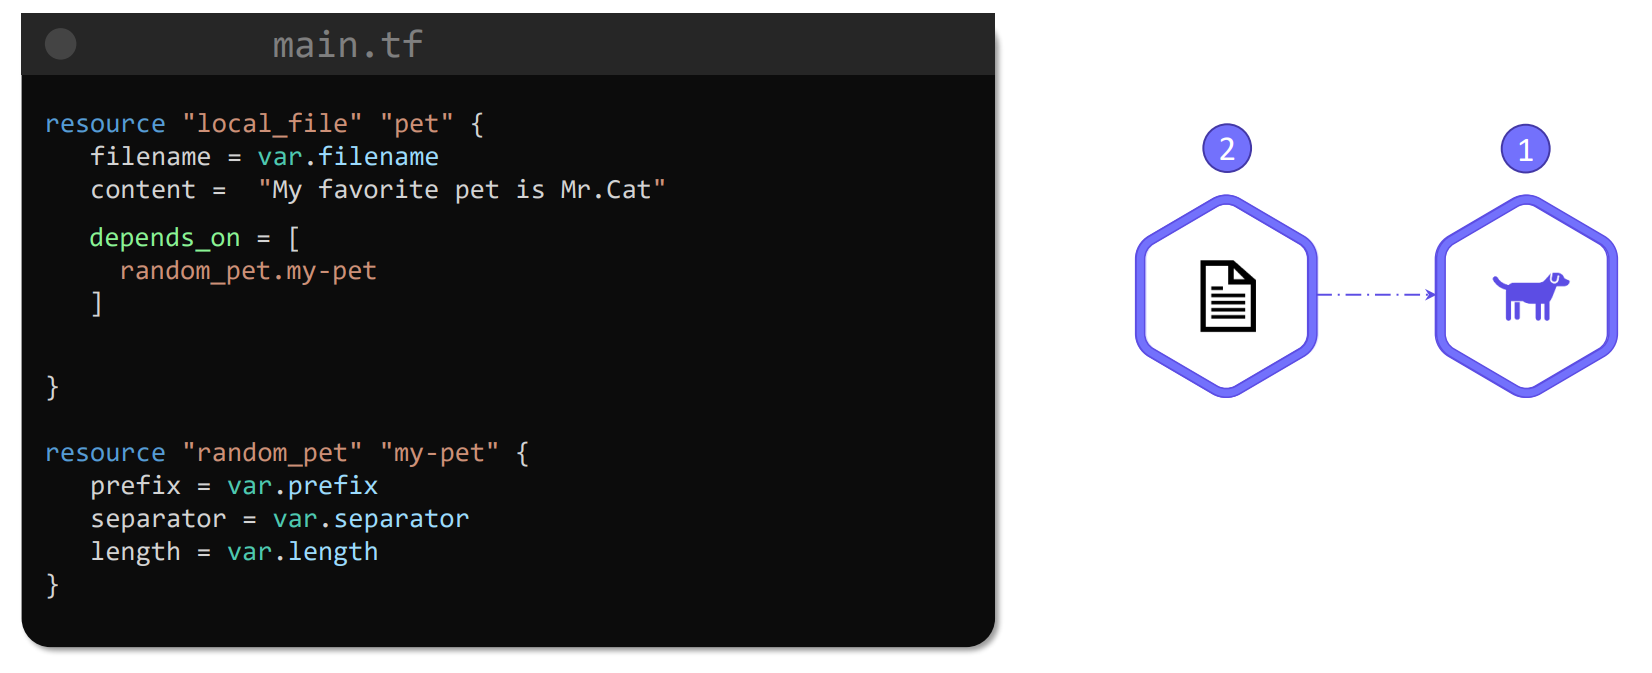 main.tf
resource "local_file" "pet" {
filename = var.filename
content =  "My favorite pet is Mr.Cat"
depends_on = [
random_pet.my-pet
]
}
resource "random_pet" "my-pet" {
prefix = var.prefix
separator = var.separator
length = var.length
}
2
1